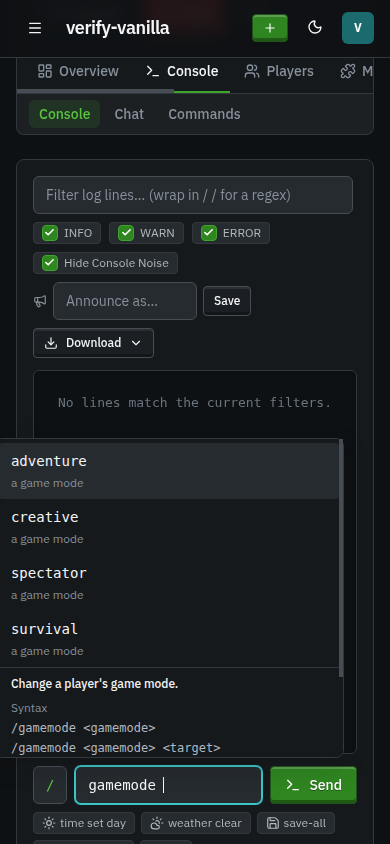 verify-vanilla
+
V
Overview
Console
Players
M
Console
Chat
Commands
Filter log lines... (wrap in / / for a regex)
INFO
WARN
ERROR
Hide Console Noise
Announce as...
Save
Download
No lines match the current filters.
adventure
a game mode
creative
a game mode
spectator
a game mode
survival
a game mode
Change a player's game mode.
Syntax
/gamemode <gamemode>
/gamemode <gamemode> <target>
/
gamemode
Send
time set day
weather clear
save-all